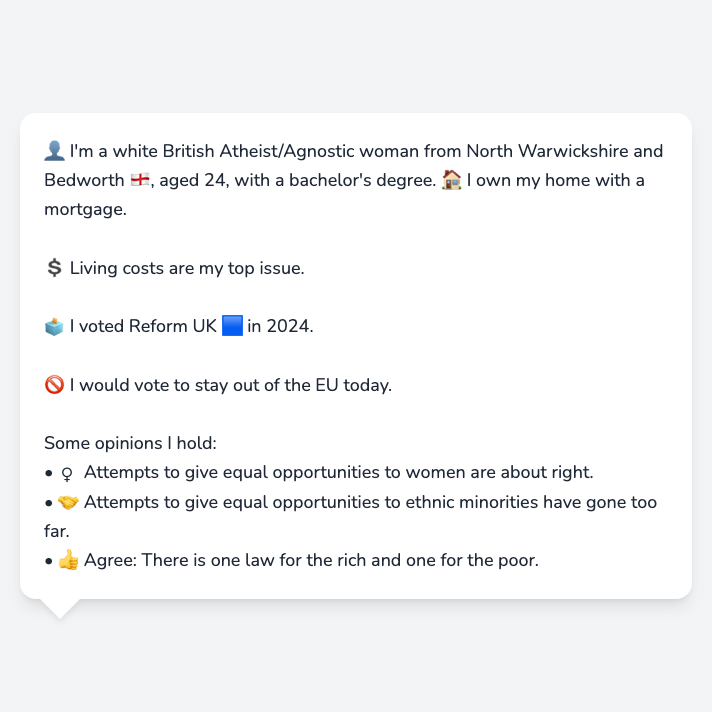 👤 I'm a white British Atheist/Agnostic woman from North Warwickshire and
Bedworth 🏴󠁧󠁢󠁥󠁮󠁧󠁿, aged 24, with a bachelor's degree. 🏠 I own my home with a
mortgage.
💲 Living costs are my top issue.
🗳️ I voted Reform UK 🟦 in 2024.
🚫 I would vote to stay out of the EU today.
Some opinions I hold:
• ♀ Attempts to give equal opportunities to women are about right.
• 🤝 Attempts to give equal opportunities to ethnic minorities have gone too
far.
• 👍 Agree: There is one law for the rich and one for the poor.